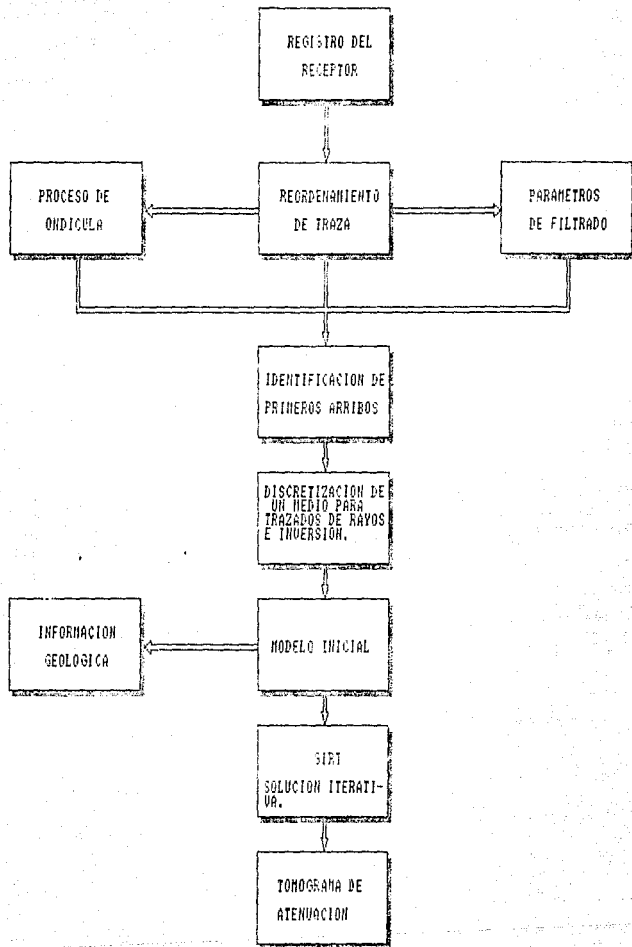 REGISTRO DEL
RECEPTOR
PROCESO DE
ONDICULA
REORDENAMIENTO
DE TRAZA
PARAMETROS
DE FILTRADO
IDENTIFICACION DE
PRIMEROS ARRIBOS
DISCRETIZACION DE
UN MEDIO PARA
TRAZADOS DE RAYOS
E INVERSION.
INFORMACION
GEOLOGICA
MODELO INICIAL
SIRT
SOLUCION ITERATI-
VA.
TOMOGRAMA DE
ATENUACION